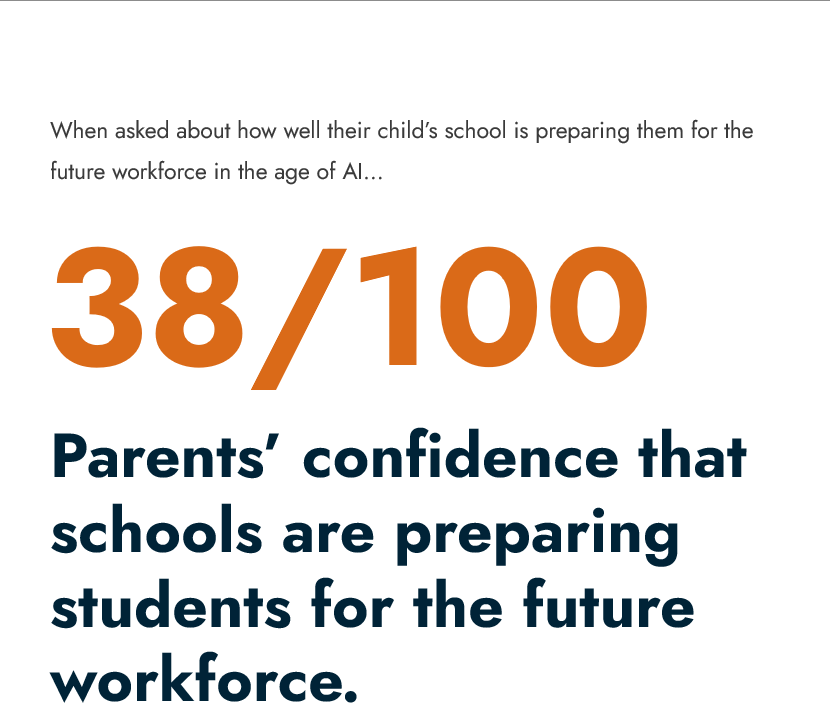 When asked about how well their child’s school is preparing them for the
future workforce in the age of AI…
38/100
Parents’ confidence that
schools are preparing
students for the future
workforce.